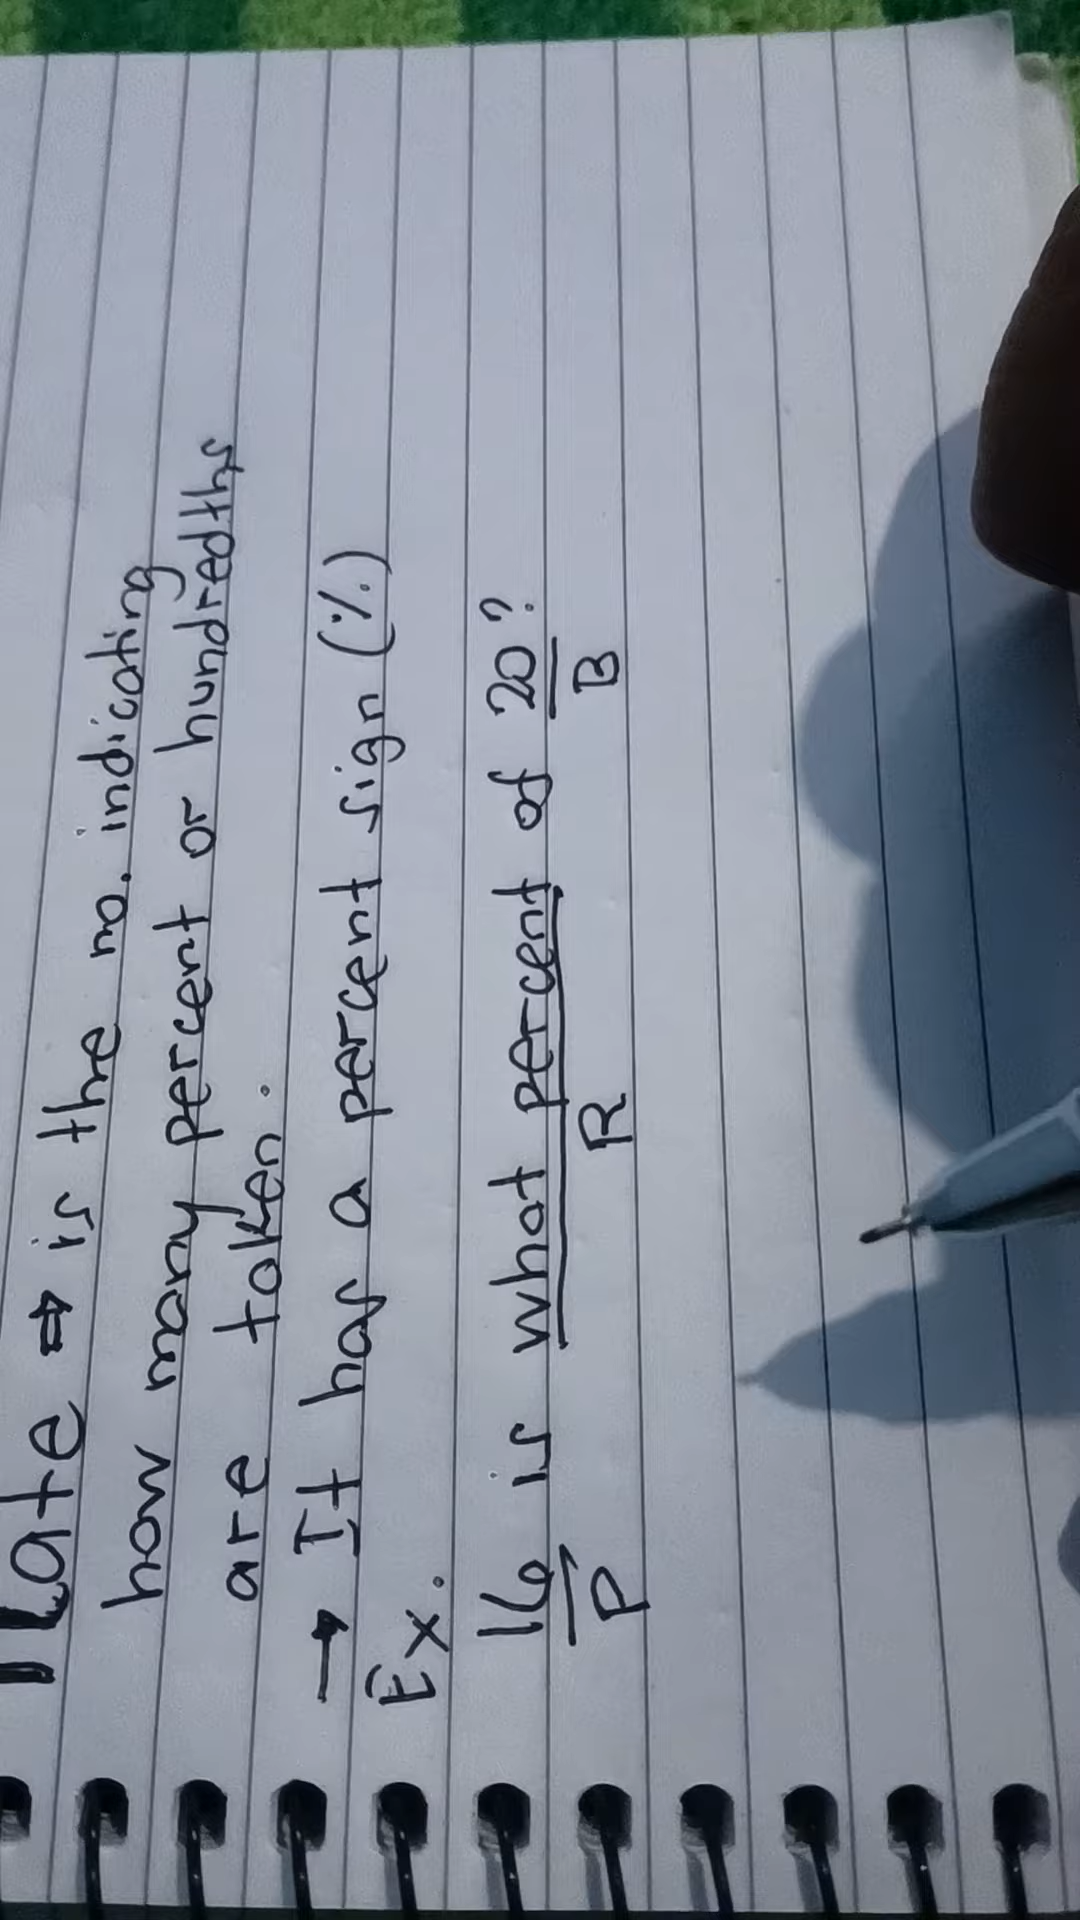 Rate ⇒ is the no. indicating
how many percent or hundredths
are taken.
→ It has a percent sign (%)
Ex.
16 is what percent of 20?
P R B